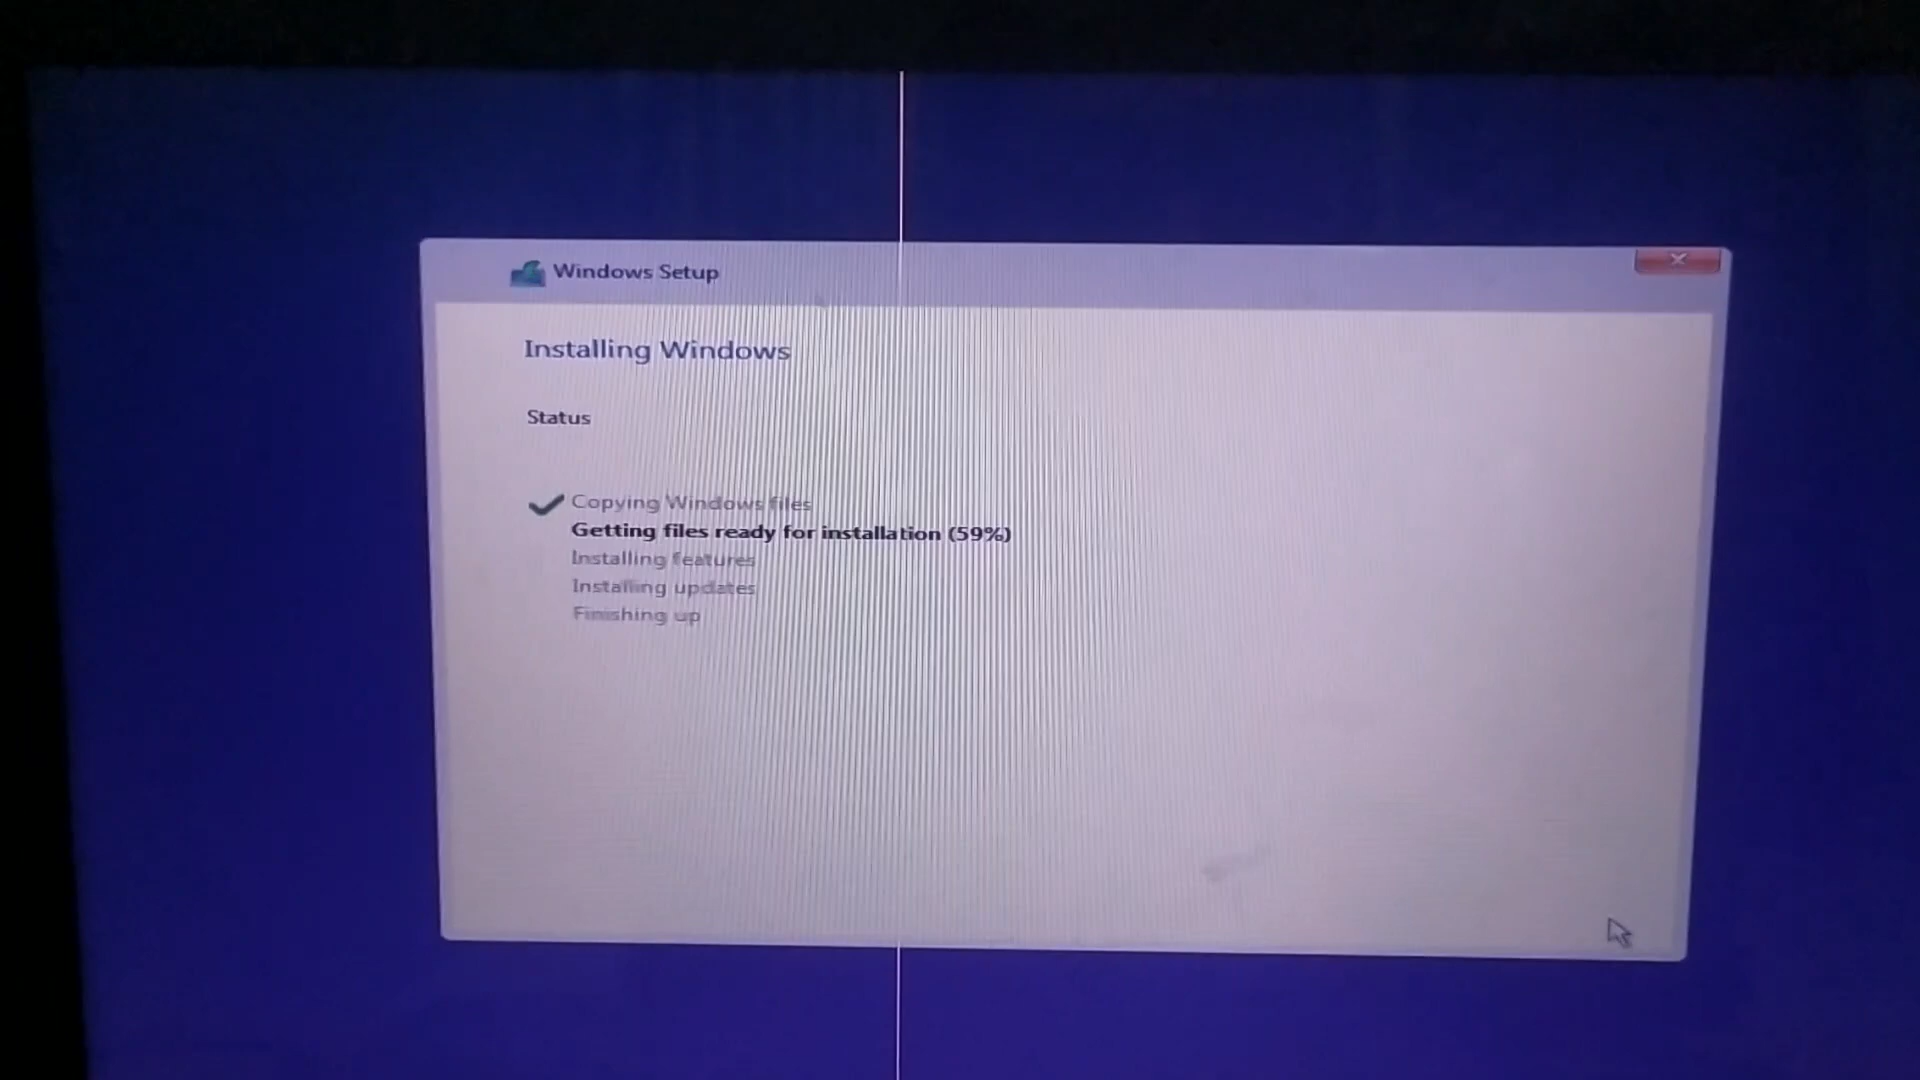 Windows Setup
Installing Windows
Status
Copying Windows files
Getting files ready for installation (59%)
Installing features
Installing updates
Finishing up